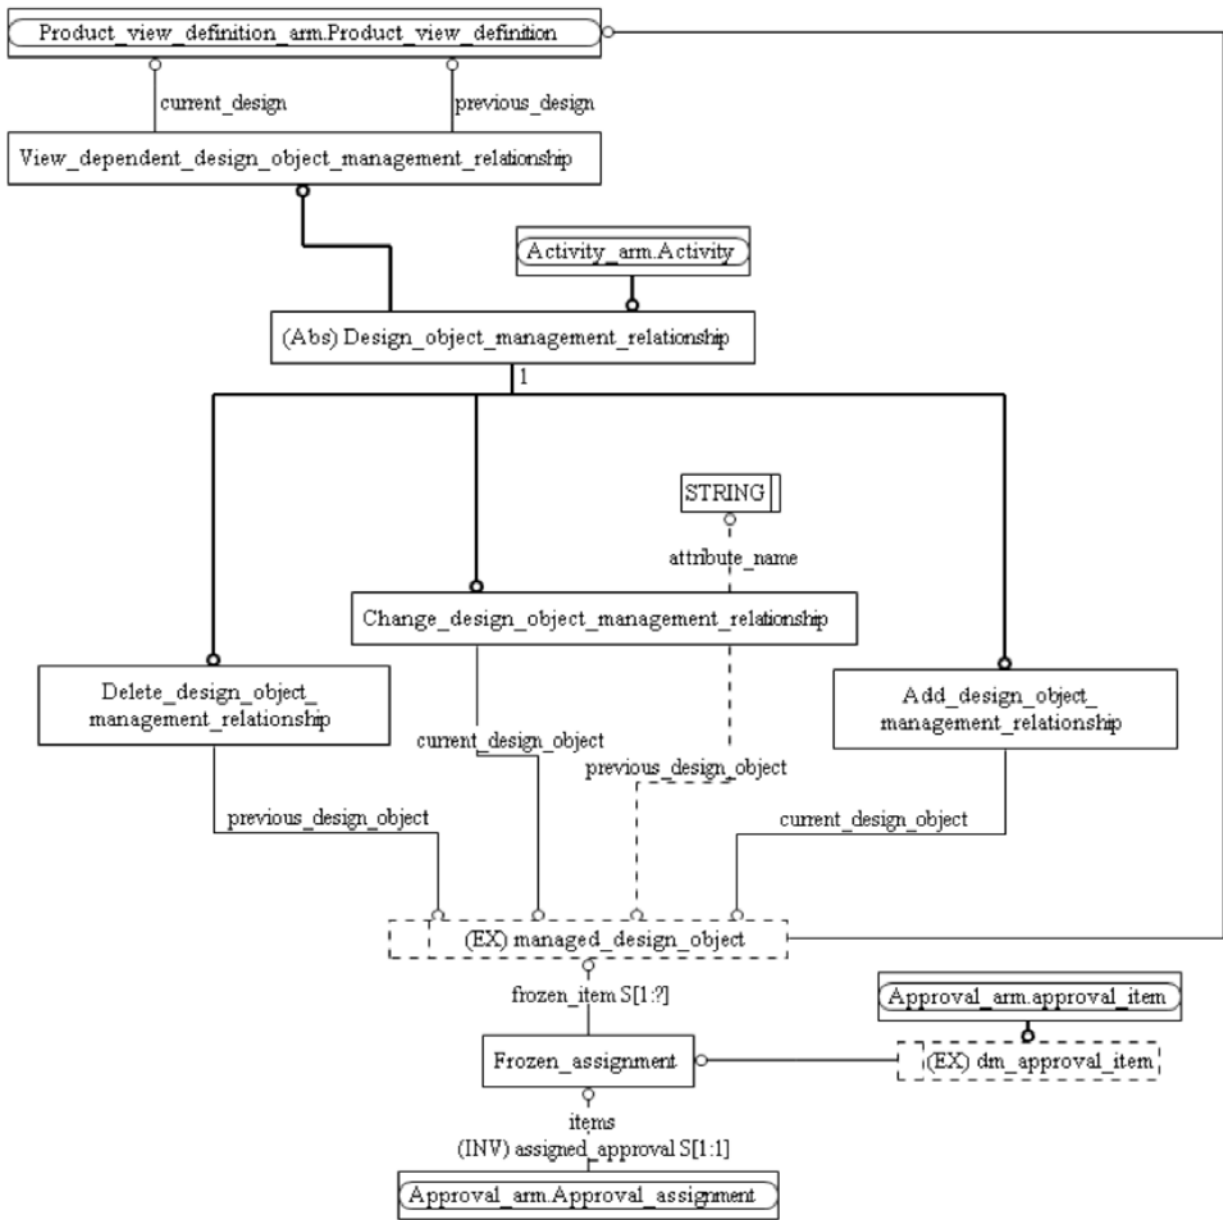 Product_view_definition_arm.Product_view_definition
current_design
previous_design
View_dependent_design_object_management_relationship
Activity_arm.Activity
(Abs) Design_object_management_relationship
1
STRING
attribute_name
Change_design_object_management_relationship
Delete_design_object_
management_relationship
Add_design_object_
management_relationship
current_design_object
previous_design_object
previous_design_object
current_design_object
(EX) managed_design_object
frozen_item S[1:?]
Approval_arm.approval_item
Frozen_assignment
(EX) dm_approval_item
items
(INV) assigned_approval S[1:1]
Approval_arm.Approval_assignment